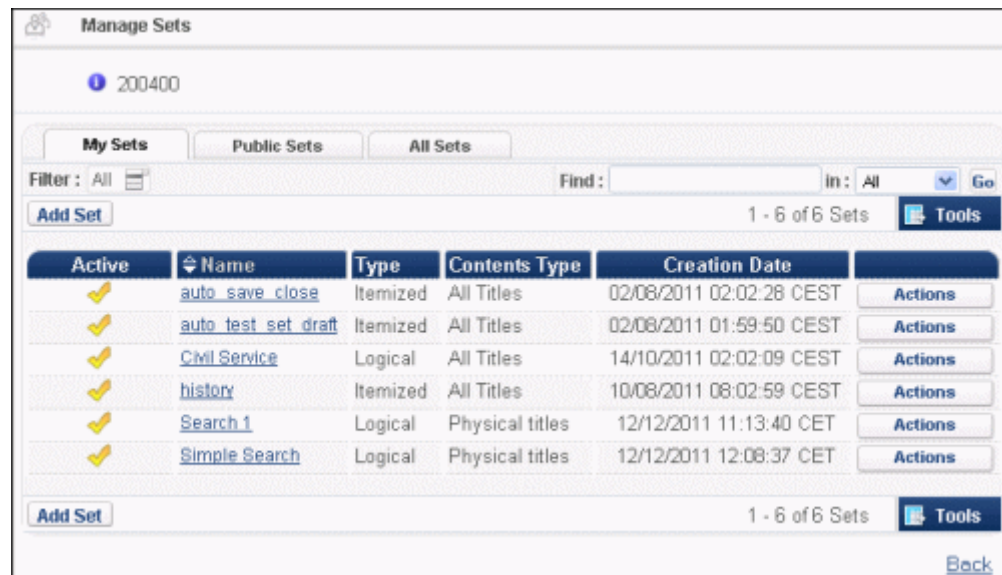 Manage Sets
200400
My Sets Public Sets All Sets
Filter : All Find : in : All Go
Add Set 1 - 6 of 6 Sets Tools
Active Name Type Contents Type Creation Date
auto_save_close Itemized All Titles 02/08/2011 02:02:28 CEST Actions
auto_test_set_draft Itemized All Titles 02/08/2011 01:59:50 CEST Actions
Civil Service Logical All Titles 14/10/2011 02:02:09 CEST Actions
history Itemized All Titles 10/08/2011 08:02:59 CEST Actions
Search 1 Logical Physical titles 12/12/2011 11:13:40 CET Actions
Simple Search Logical Physical titles 12/12/2011 12:08:37 CET Actions
Add Set 1 - 6 of 6 Sets Tools
Back